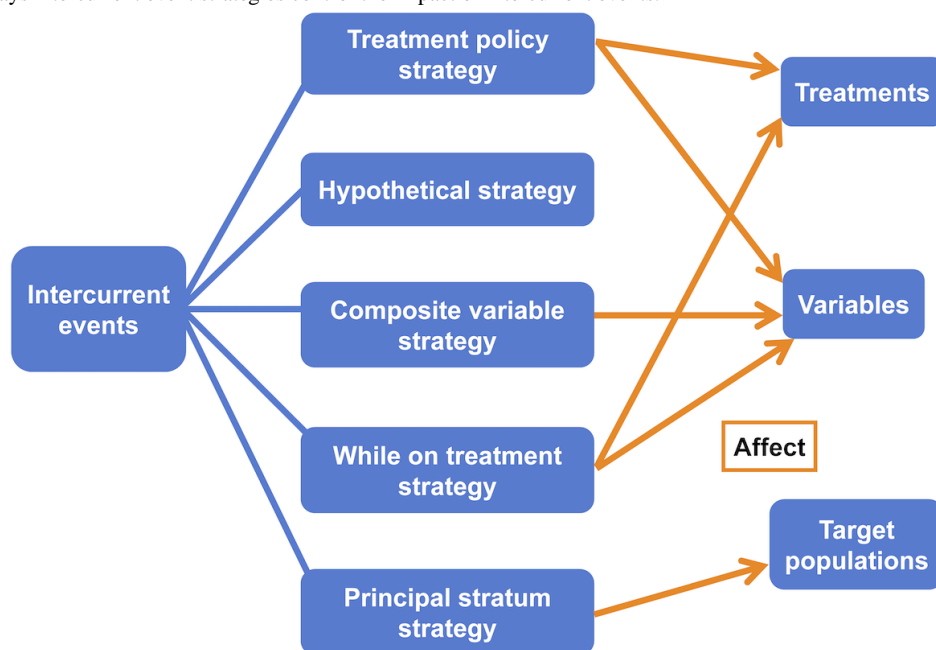 Treatment policy
strategy
Treatments
Hypothetical strategy
Intercurrent
events
Composite variable
strategy
Variables
While on treatment
strategy
Affect
Target
populations
Principal stratum
strategy